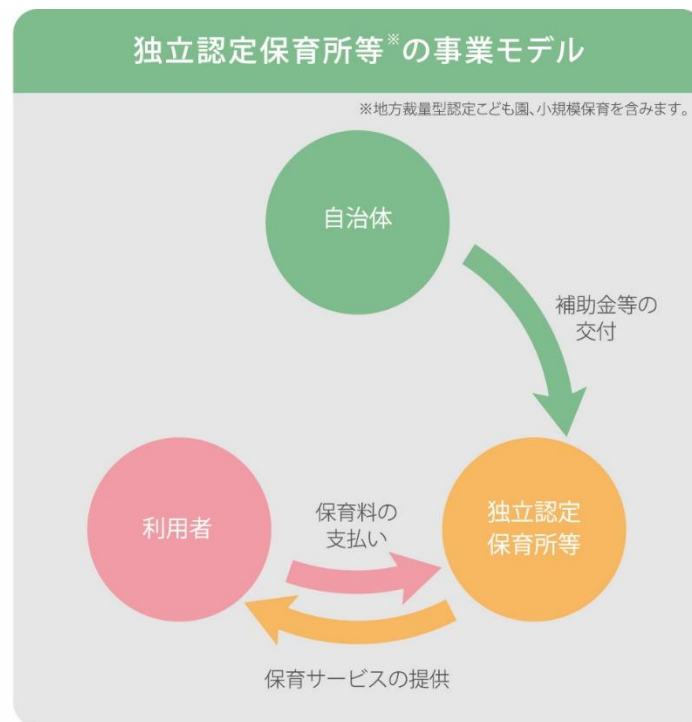 独立認定保育所等※の事業モデル
※地方裁量型認定こども園、小規模保育を含みます。
自治体
補助金等の
交付
利用者
保育料の
支払い
独立認定
保育所等
保育サービスの提供